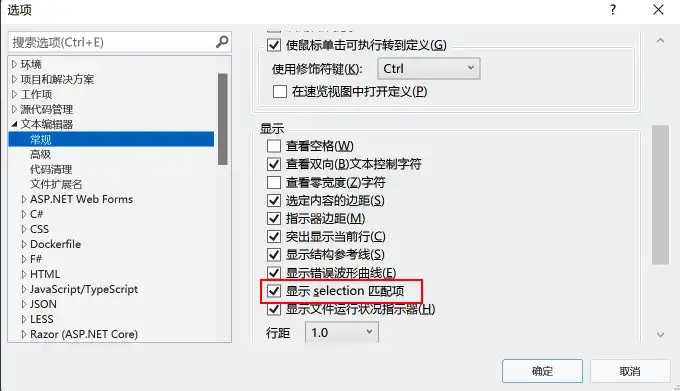 选项
搜索选项(Ctrl+E)
环境
项目和解决方案
工作项
源代码管理
文本编辑器
常规
高级
代码清理
文件扩展名
ASP.NET Web Forms
C#
CSS
Dockerfile
F#
HTML
JavaScript/TypeScript
JSON
LESS
Razor (ASP.NET Core)
使鼠标单击可执行转到定义(G)
使用修饰符键(K): Ctrl
在速览视图中打开定义(P)
显示
查看空格(W)
查看双向(B)文本控制字符
查看零宽度(Z)字符
选定内容的边距(S)
指示器边距(M)
突出显示当前行(C)
显示结构参考线(S)
显示错误波形曲线(E)
显示 selection 匹配项
显示文件运行状况指示器(H)
行距 1.0
确定 取消